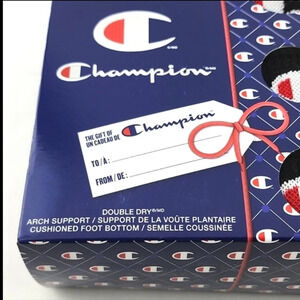 Champion
THE GIFT OF
UN CADEAU DE
Champion
TO / À :
FROM / DE :
DOUBLE DRY®/MD
ARCH SUPPORT / SUPPORT DE LA VOÛTE PLANTAIRE
CUSHIONED FOOT BOTTOM / SEMELLE COUSSINÉE